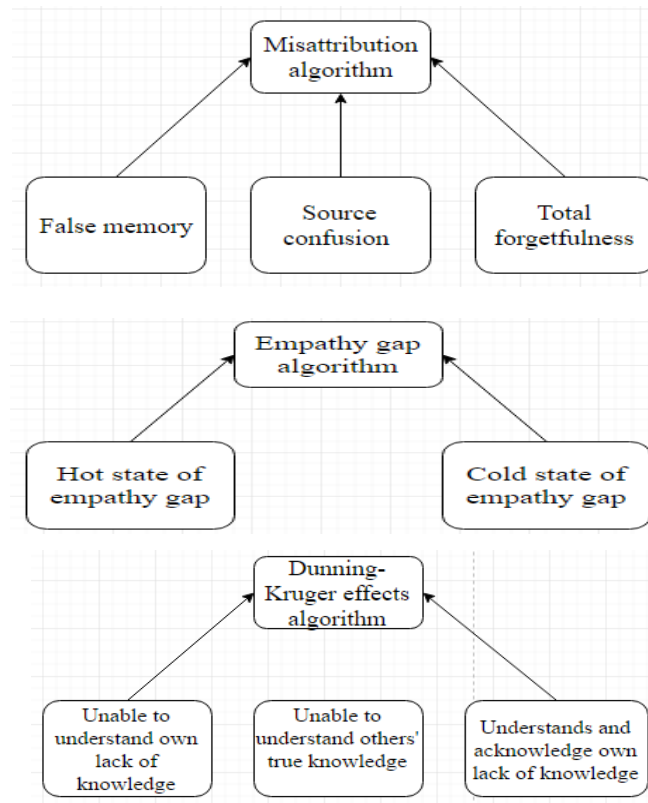 Misattribution
algorithm
False memory
Source
confusion
Total
forgetfulness
Empathy gap
algorithm
Hot state of
empathy gap
Cold state of
empathy gap
Dunning-
Kruger effects
algorithm
Unable to
understand own
lack of
knowledge
Unable to
understand others'
true knowledge
Understands and
acknowledge own
lack of knowledge